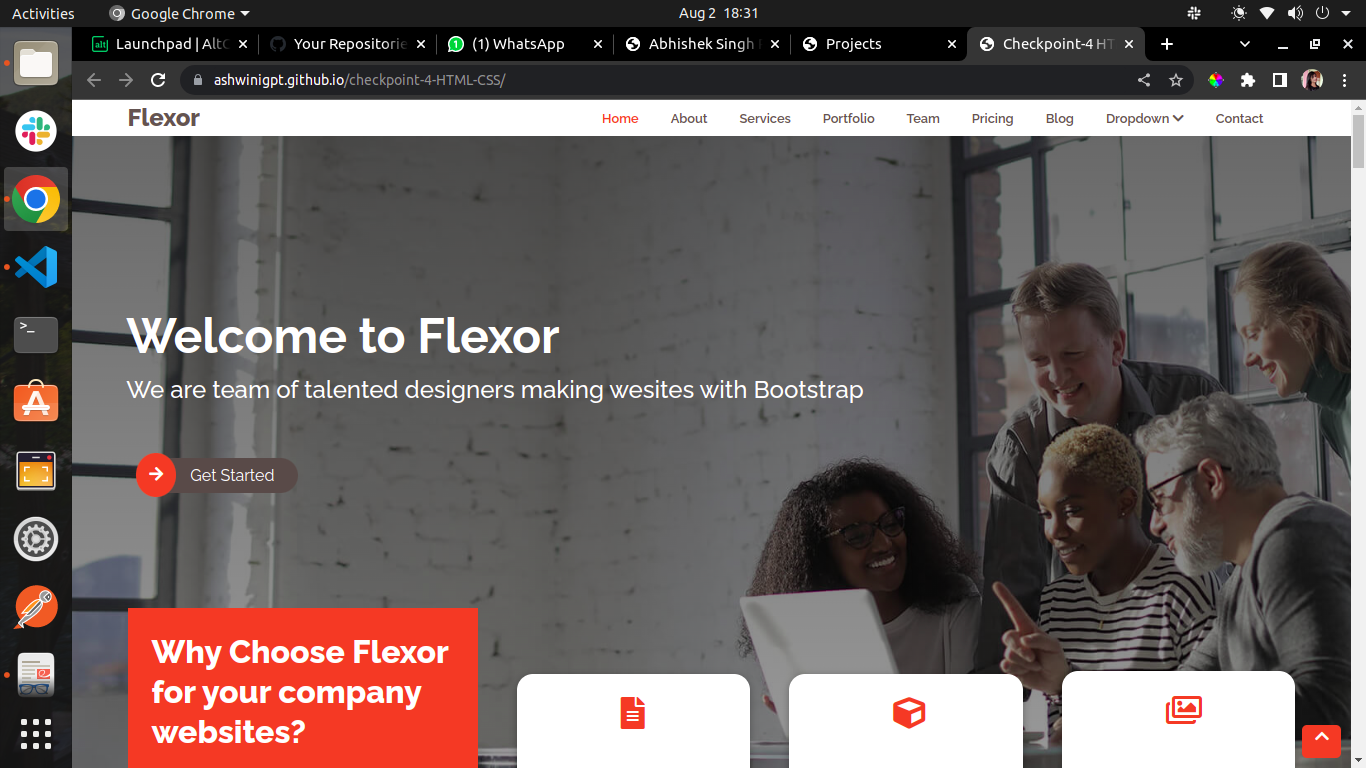 Activities
Google Chrome
Aug 2 18:31
Launchpad | AltC
Your Repositorie
(1) WhatsApp
Abhishek Singh
Projects
Checkpoint-4 HT
ashwinigpt.github.io/checkpoint-4-HTML-CSS/
Flexor
Home
About
Services
Portfolio
Team
Pricing
Blog
Dropdown
Contact
Welcome to Flexor
We are team of talented designers making wesites with Bootstrap
Get Started
Why Choose Flexor
for your company
websites?